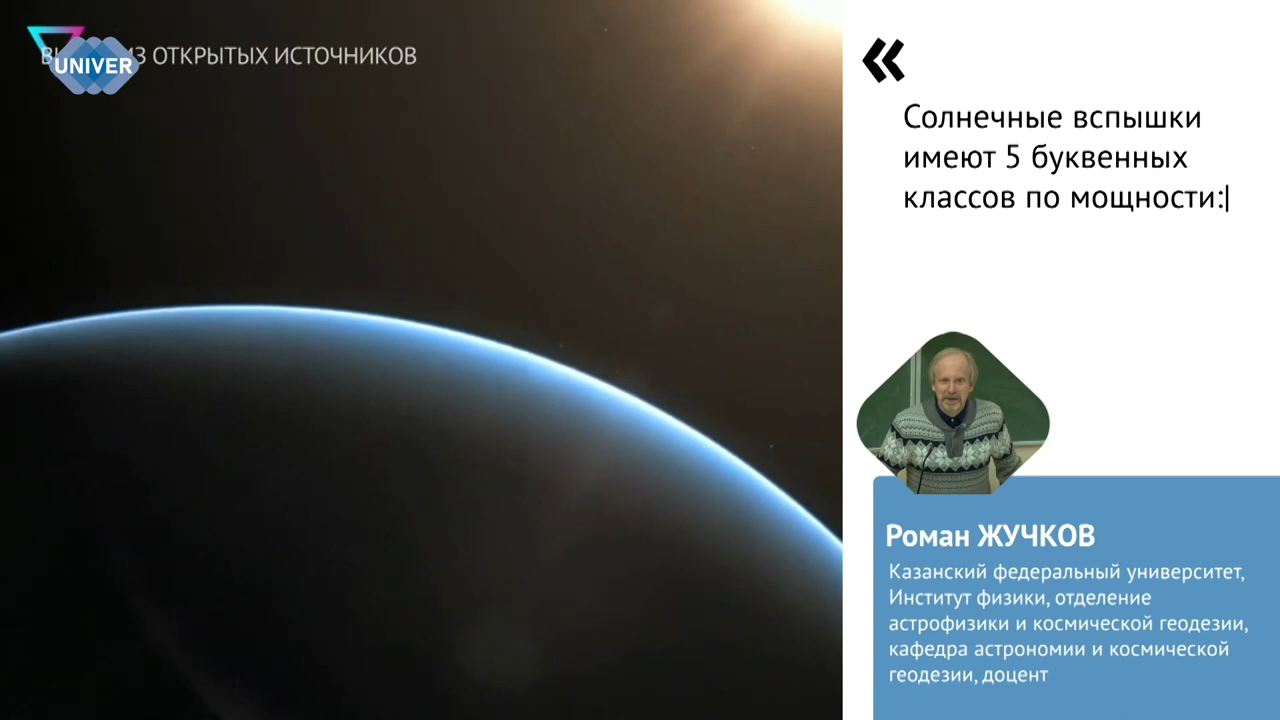 ИЗ ОТКРЫТЫХ ИСТОЧНИКОВ
UNIVER
«
Солнечные вспышки
имеют 5 буквенных
классов по мощности:
Роман ЖУЧКОВ
Казанский федеральный университет,
Институт физики, отделение
астрофизики и космической геодезии,
кафедра астрономии и космической
геодезии, доцент